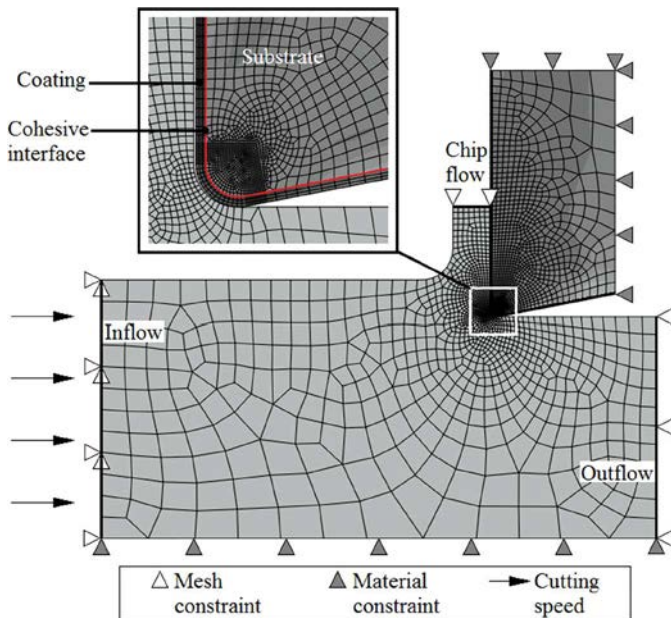 Substrate
Coating
Cohesive
interface
Chip
flow
Inflow
Outflow
Mesh
constraint
Material
constraint
Cutting
speed